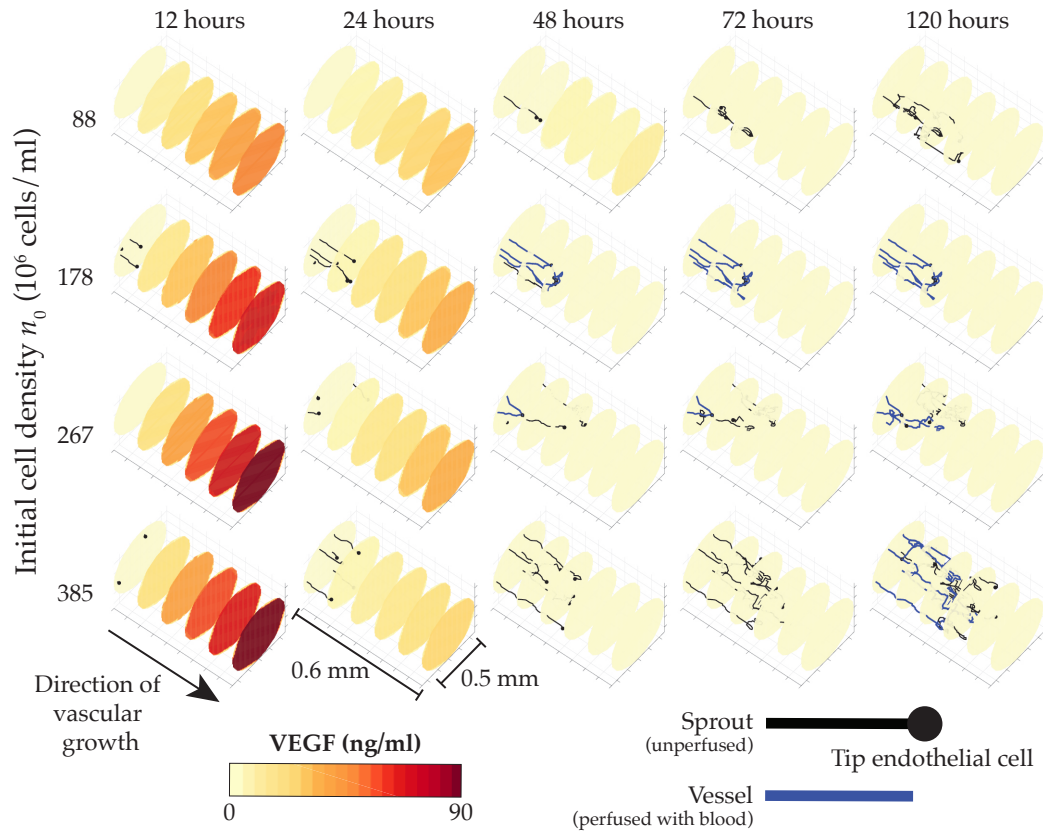 12 hours
24 hours
48 hours
72 hours
120 hours
Initial cell density n₀ (10⁶ cells/ml)
88
178
267
385
0.6 mm
0.5 mm
Direction of
vascular
growth
VEGF (ng/ml)
0
90
Sprout
(unperfused)
Tip endothelial cell
Vessel
(perfused with blood)